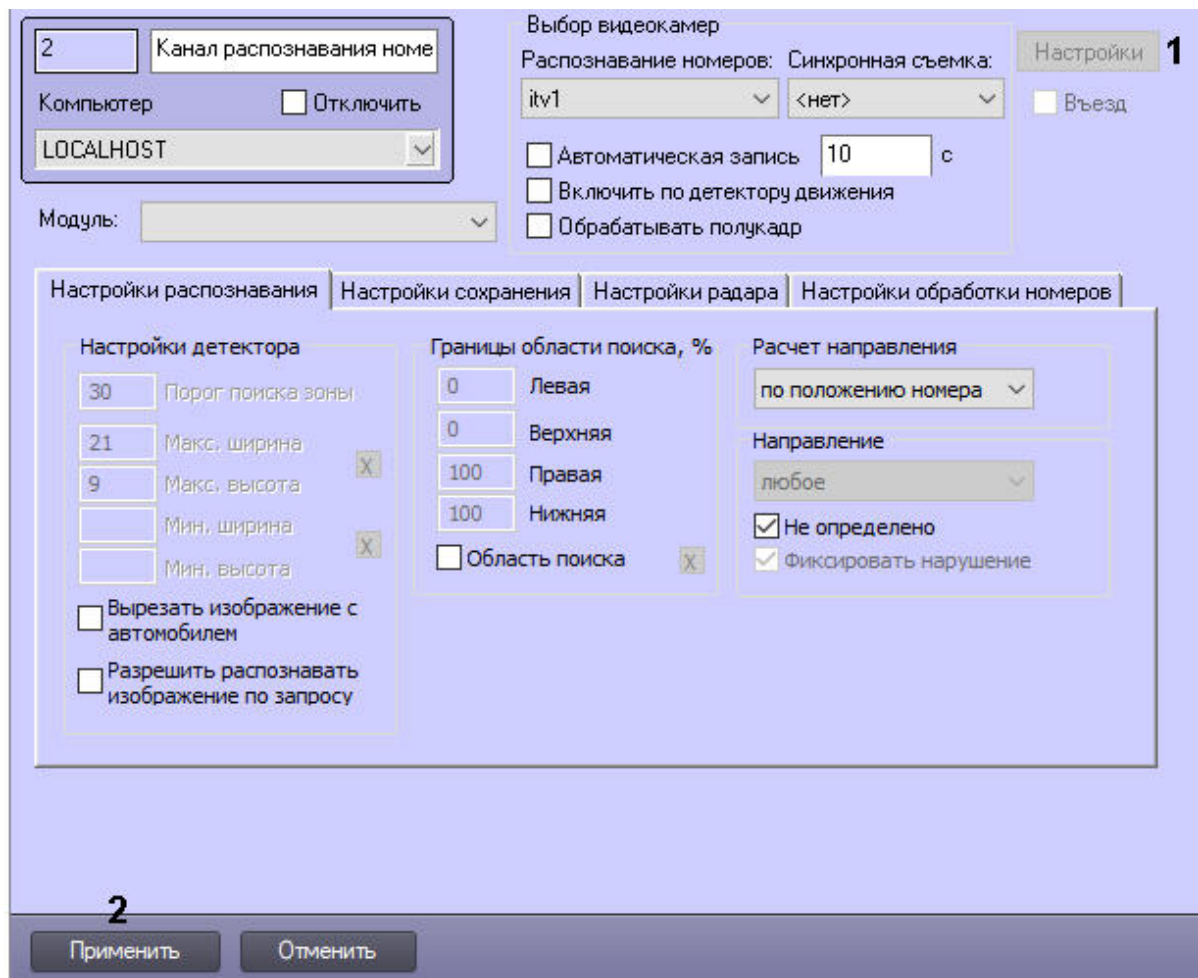 2
Канал распознавания номе
Компьютер
Отключить
LOCALHOST
Модуль:
Выбор видеокамер
Распознавание номеров: Синхронная съемка:
itv1
<нет>
Автоматическая запись 10 с
Включить по детектору движения
Обрабатывать полукадр
Настройки 1
Въезд
Настройки распознавания Настройки сохранения Настройки радара Настройки обработки номеров
Настройки детектора
30 Порог поиска зоны
21 Макс. ширина
9 Макс. высота
X
Мин. ширина
Мин. высота
X
Вырезать изображение с
автомобилем
Разрешить распознавать
изображение по запросу
Границы области поиска, %
0 Левая
0 Верхняя
100 Правая
100 Нижняя
Область поиска X
Расчет направления
по положению номера
Направление
любое
Не определено
Фиксировать нарушение
2
Применить Отменить